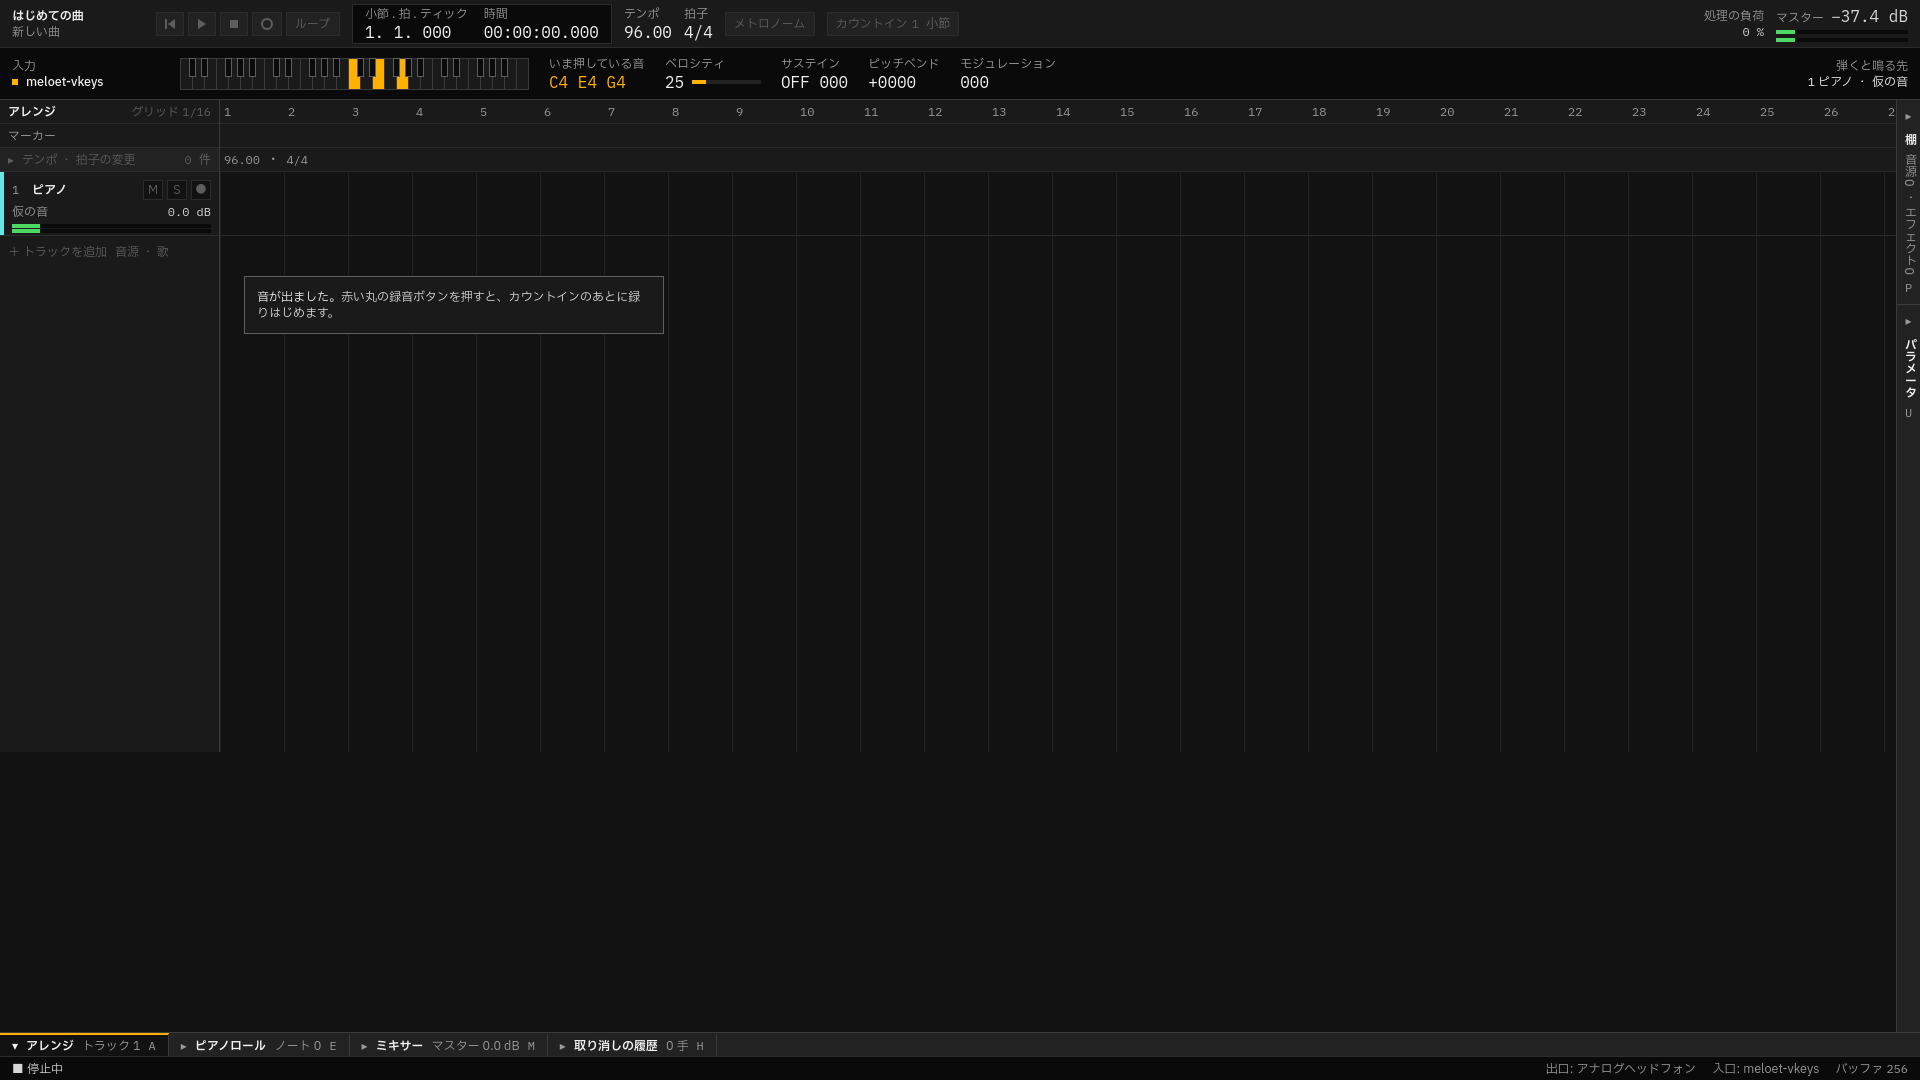 はじめての曲
新しい曲
ループ
小節 . 拍 . ティック 時間
1. 1. 000 00:00:00.000
テンポ 拍子
96.00 4/4
メトロノーム
カウントイン 1 小節
処理の負荷
0 %
マスター -37.4 dB
入力
meloet-vkeys
いま押している音
C4 E4 G4
ベロシティ
25
サステイン
OFF 000
ピッチベンド
+0000
モジュレーション
000
弾くと鳴る先
1 ピアノ · 仮の音
アレンジ グリッド 1/16
1 2 3 4 5 6 7 8 9 10 11 12 13 14 15 16 17 18 19 20 21 22 23 24 25 26
マーカー
▸ テンポ · 拍子の変更 0 件
96.00 · 4/4
1 ピアノ M S
仮の音 0.0 dB
+ トラックを追加 音源 · 歌
音が出ました。赤い丸の録音ボタンを押すと、カウントインのあとに録
りはじめます。
▸ 棚 音源 0 · エフェクト 0 P
▸ パラメータ U
▾ アレンジ トラック 1 A
▸ ピアノロール ノート 0 E
▸ ミキサー マスター 0.0 dB M
▸ 取り消しの履歴 0 手 H
■ 停止中
出口: アナログヘッドフォン 入口: meloet-vkeys バッファ 256